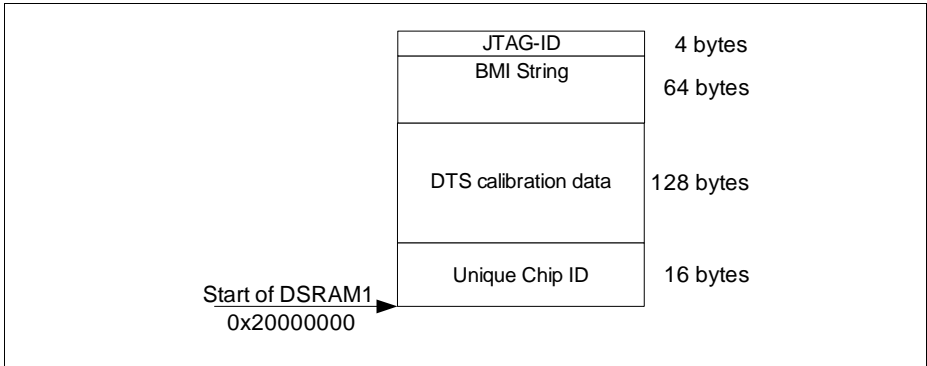 JTAG-ID 4 bytes
BMI String
64 bytes
DTS calibration data 128 bytes
Unique Chip ID 16 bytes
Start of DSRAM1
0x20000000